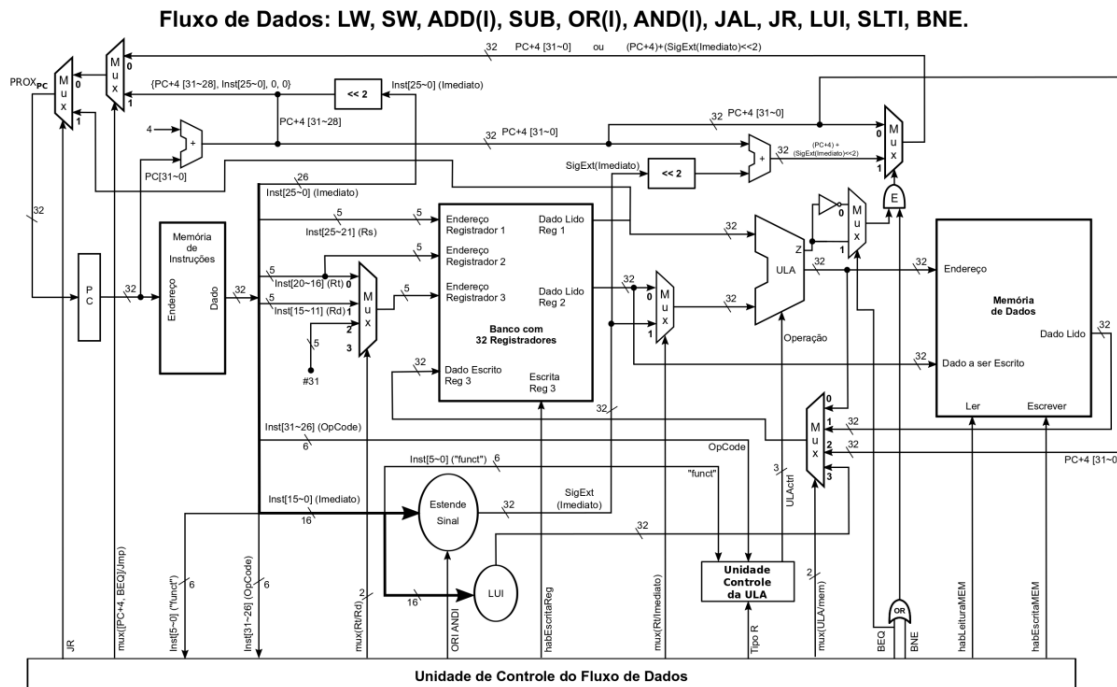 Fluxo de Dados: LW, SW, ADD(I), SUB, OR(I), AND(I), JAL, JR, LUI, SLTI, BNE.
32
PC+4 [31~0]
ou
(PC+4)+(SigExt(Imediato)<<2)
PROX_PC
Mux
0
1
Mux
0
1
{PC+4 [31~28], Inst[25~0], 0, 0}
<< 2
Inst[25~0] (Imediato)
PC+4 [31~28]
4
+
PC[31~0]
32
PC+4 [31~0]
32
PC+4 [31~0]
SigExt(Imediato)
<< 2
+
32
(PC+4) +
(SigExt(Imediato)<<2)
0
1
Mux
32
E
26
Inst[25~0] (Imediato)
32
PC
32
Memória
de
Instruções
Endereço
Dado
32
5
Inst[25~21] (Rs)
5
5
Inst[20~16] (Rt)
5
5
Inst[15~11] (Rd)
5
5
#31
Mux
0
1
2
3
Endereço
Registrador 1
Endereço
Registrador 2
Endereço
Registrador 3
Dado Lido
Reg 1
Dado Lido
Reg 2
Banco com
32 Registradores
Dado Escrito
Reg 3
Escrita
Reg 3
32
32
32
Mux
0
1
32
32
Z
ULA
Operação
32
Mux
0
1
32
32
Endereço
Memória
de Dados
Dado Lido
Dado a ser Escrito
Ler
Escrever
32
Mux
0
1
2
3
32
32
PC+4 [31~0]
Inst[31~26] (OpCode)
6
OpCode
Inst[5~0] ("funct")
6
"funct"
3
ULActrl
Inst[15~0] (Imediato)
16
Estende
Sinal
32
SigExt
(Imediato)
32
16
LUI
Unidade
Controle
da ULA
OR
JR
mux([PC+4, BEQ]/Jmp)
Inst[5~0] ("funct")
6
Inst[31~26] (OpCode)
6
mux(Rt/Rd)
2
ORI ANDI
habEscritaReg
mux(Rt/Imediato)
Tipo R
mux(ULA/mem)
2
BEQ
BNE
habLeituraMEM
habEscritaMEM
Unidade de Controle do Fluxo de Dados